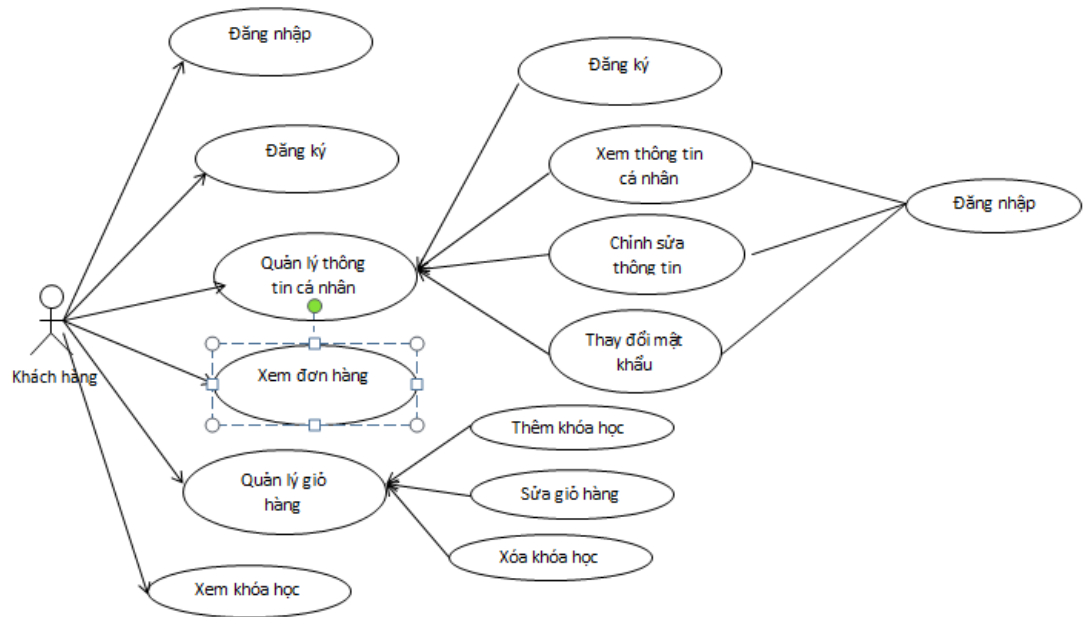 Đăng nhập
Đăng ký
Đăng ký
Xem thông tin
cá nhân
Đăng nhập
Quản lý thông
tin cá nhân
Chỉnh sửa
thông tin
Thay đổi mật
khẩu
Khách hàng
Xem đơn hàng
Thêm khóa học
Quản lý giỏ
hàng
Sửa giỏ hàng
Xóa khóa học
Xem khóa học